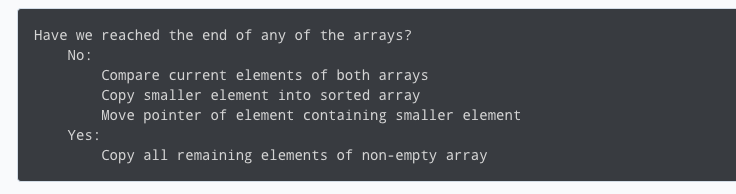 Have we reached the end of any of the arrays?
    No:
        Compare current elements of both arrays
        Copy smaller element into sorted array
        Move pointer of element containing smaller element
    Yes:
        Copy all remaining elements of non-empty array